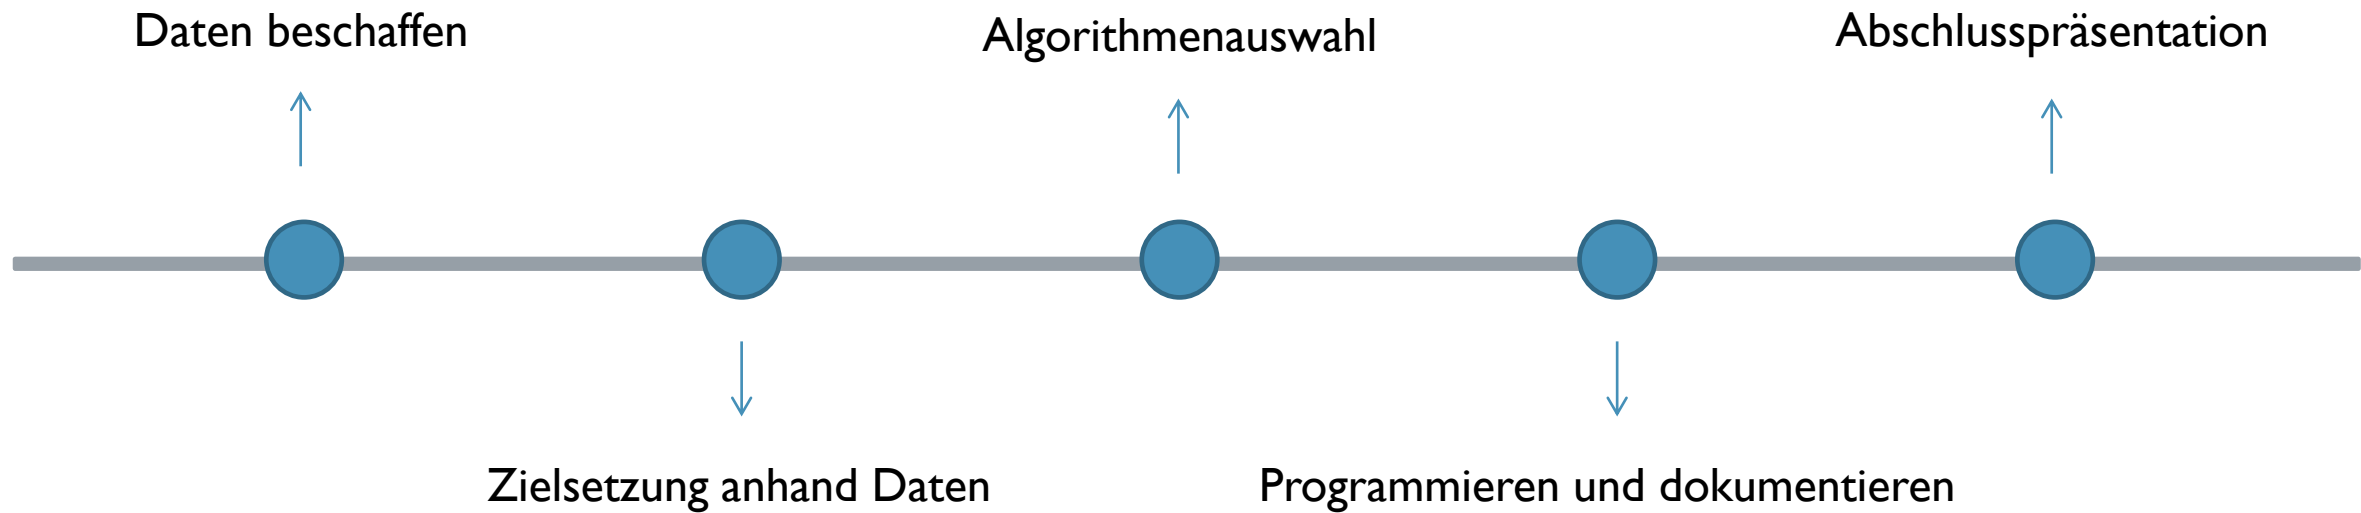 Daten beschaffen
Algorithmenauswahl
Abschlusspräsentation
Zielsetzung anhand Daten
Programmieren und dokumentieren